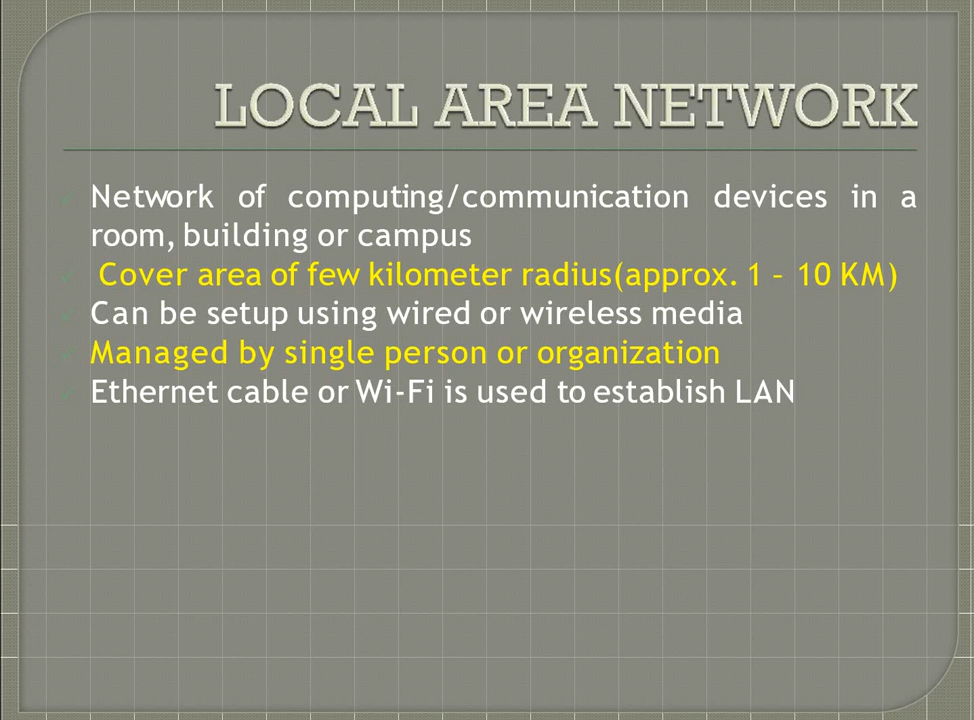 LOCAL AREA NETWORK
Network of computing/communication devices in a
room, building or campus
Cover area of few kilometer radius(approx. 1 – 10 KM)
Can be setup using wired or wireless media
Managed by single person or organization
Ethernet cable or Wi-Fi is used to establish LAN